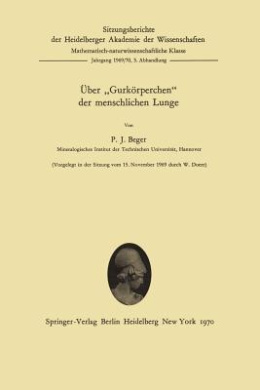 Sitzungsberichte
der Heidelberger Akademie der Wissenschaften
Mathematisch-naturwissenschaftliche Klasse
Jahrgang 1969/70, 3. Abhandlung
Über „Gurkörperchen“
der menschlichen Lunge
Von
P. J. Beger
Mineralogisches Institut der Technischen Universität, Hannover
(Vorgelegt in der Sitzung vom 15. November 1969 durch W. Doerr)
Springer-Verlag Berlin Heidelberg New York 1970